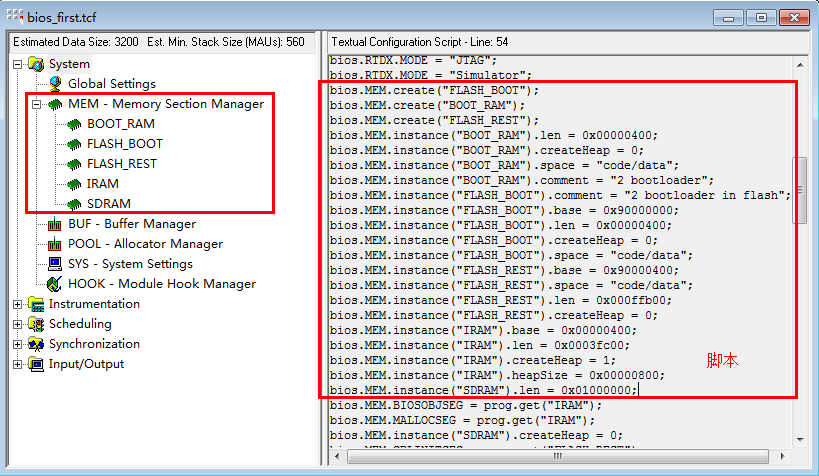 bios_first.tcf
Estimated Data Size: 3200 Est. Min. Stack Size (MAUs): 560
System
Global Settings
MEM - Memory Section Manager
BOOT_RAM
FLASH_BOOT
FLASH_REST
IRAM
SDRAM
BUF - Buffer Manager
POOL - Allocator Manager
SYS - System Settings
HOOK - Module Hook Manager
Instrumentation
Scheduling
Synchronization
Input/Output
Textual Configuration Script - Line: 54
bios.RTDX.MODE = "JTAG";
bios.RTDX.MODE = "Simulator";
bios.MEM.create("FLASH_BOOT");
bios.MEM.create("BOOT_RAM");
bios.MEM.create("FLASH_REST");
bios.MEM.instance("BOOT_RAM").len = 0x00000400;
bios.MEM.instance("BOOT_RAM").createHeap = 0;
bios.MEM.instance("BOOT_RAM").space = "code/data";
bios.MEM.instance("BOOT_RAM").comment = "2 bootloader";
bios.MEM.instance("FLASH_BOOT").comment = "2 bootloader in flash";
bios.MEM.instance("FLASH_BOOT").base = 0x90000000;
bios.MEM.instance("FLASH_BOOT").len = 0x00000400;
bios.MEM.instance("FLASH_BOOT").createHeap = 0;
bios.MEM.instance("FLASH_BOOT").space = "code/data";
bios.MEM.instance("FLASH_REST").base = 0x90000400;
bios.MEM.instance("FLASH_REST").space = "code/data";
bios.MEM.instance("FLASH_REST").len = 0x000ffb00;
bios.MEM.instance("FLASH_REST").createHeap = 0;
bios.MEM.instance("IRAM").base = 0x00000400;
bios.MEM.instance("IRAM").len = 0x0003fc00;
bios.MEM.instance("IRAM").createHeap = 1;
bios.MEM.instance("IRAM").heapSize = 0x00000800;
bios.MEM.instance("SDRAM").len = 0x01000000;
脚本
bios.MEM.BIOSOBJSEG = prog.get("IRAM");
bios.MEM.MALLOCSEG = prog.get("IRAM");
bios.MEM.instance("SDRAM").createHeap = 0;